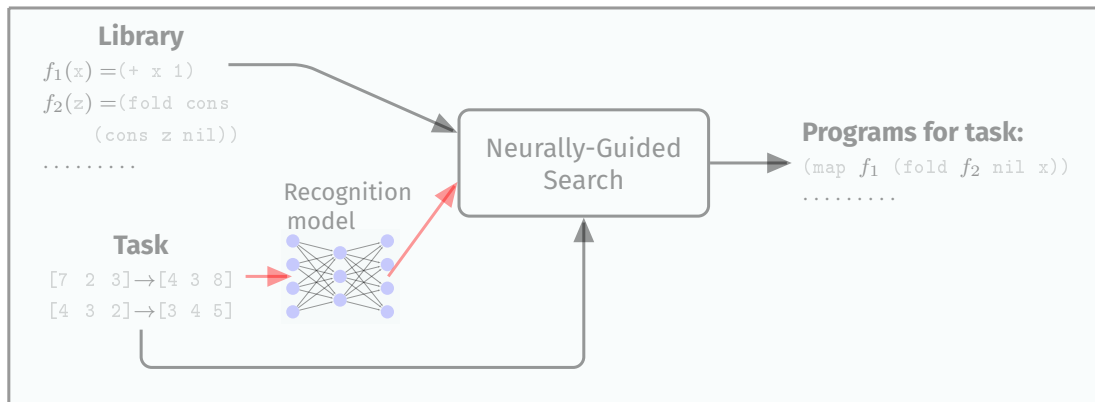 Library
f₁(x) =(+ x 1)
f₂(z) =(fold cons
(cons z nil))
.........
Neurally-Guided
Search
Programs for task:
(map f₁ (fold f₂ nil x))
.........
Recognition
model
Task
[7 2 3]→[4 3 8]
[4 3 2]→[3 4 5]